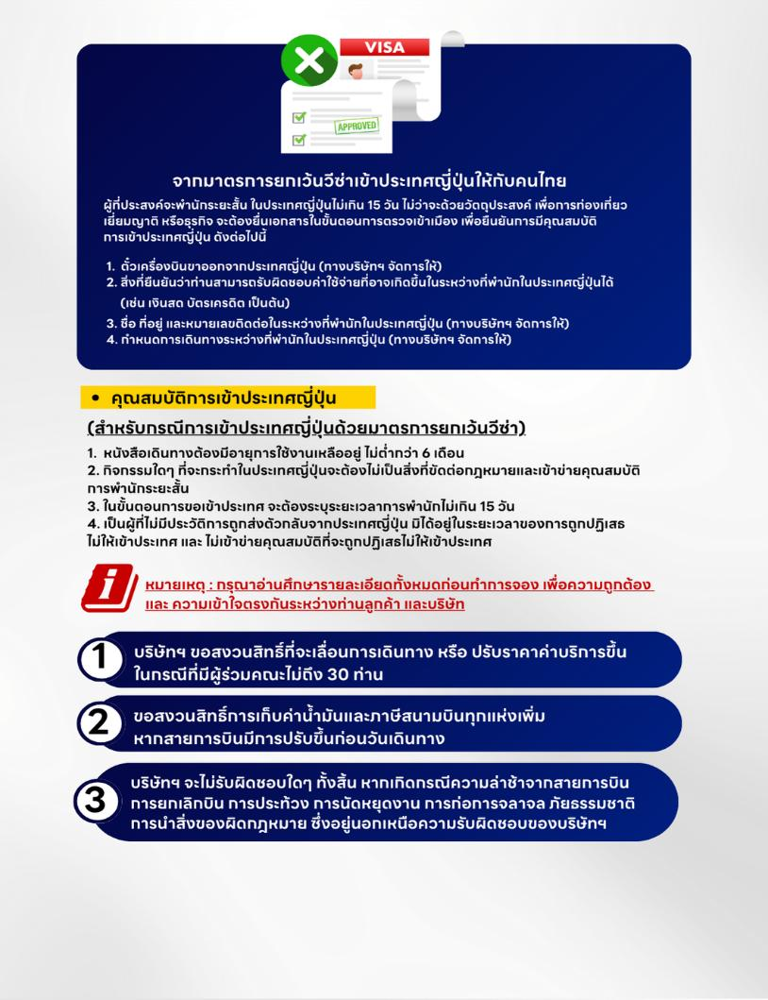 VISA
APPROVED
จากมาตรการยกเว้นวีซ่าเข้าประเทศญี่ปุ่นให้กับคนไทย
ผู้ที่ประสงค์จะพำนักระยะสั้น ในประเทศญี่ปุ่นไม่เกิน 15 วัน ไม่ว่าจะด้วยวัตถุประสงค์ เพื่อการท่องเที่ยว
เยี่ยมญาติ หรือธุรกิจ จะต้องยื่นเอกสารในขั้นตอนการตรวจเข้าเมือง เพื่อยืนยันการมีคุณสมบัติ
การเข้าประเทศญี่ปุ่น ดังต่อไปนี้
1. ตั๋วเครื่องบินขาออกจากประเทศญี่ปุ่น (ทางบริษัทฯ จัดการให้)
2. สิ่งที่ยืนยันว่าท่านสามารถรับผิดชอบค่าใช้จ่ายที่อาจเกิดขึ้นในระหว่างที่พำนักในประเทศญี่ปุ่นได้
(เช่น เงินสด บัตรเครดิต เป็นต้น)
3. ชื่อ ที่อยู่ และหมายเลขติดต่อในระหว่างที่พำนักในประเทศญี่ปุ่น (ทางบริษัทฯ จัดการให้)
4. กำหนดการเดินทางระหว่างที่พำนักในประเทศญี่ปุ่น (ทางบริษัทฯ จัดการให้)
• คุณสมบัติการเข้าประเทศญี่ปุ่น
(สำหรับกรณีการเข้าประเทศญี่ปุ่นด้วยมาตรการยกเว้นวีซ่า)
1. หนังสือเดินทางต้องมีอายุการใช้งานเหลืออยู่ ไม่ต่ำกว่า 6 เดือน
2. กิจกรรมใดๆ ที่จะกระทำในประเทศญี่ปุ่นจะต้องไม่เป็นสิ่งที่ขัดต่อกฎหมายและเข้าข่ายคุณสมบัติ
การพำนักระยะสั้น
3. ในขั้นตอนการขอเข้าประเทศ จะต้องระบุระยะเวลาการพำนักไม่เกิน 15 วัน
4. เป็นผู้ที่ไม่มีประวัติการถูกส่งตัวกลับจากประเทศญี่ปุ่น มิได้อยู่ในระยะเวลาของการถูกปฏิเสธ
ไม่ให้เข้าประเทศ และ ไม่เข้าข่ายคุณสมบัติที่จะถูกปฏิเสธไม่ให้เข้าประเทศ
หมายเหตุ : กรุณาอ่านศึกษารายละเอียดทั้งหมดก่อนทำการจอง เพื่อความถูกต้อง
และ ความเข้าใจตรงกันระหว่างท่านลูกค้า และบริษัท
1
บริษัทฯ ขอสงวนสิทธิ์ที่จะเลื่อนการเดินทาง หรือ ปรับราคาค่าบริการขึ้น
ในกรณีที่มีผู้ร่วมคณะไม่ถึง 30 ท่าน
2
ขอสงวนสิทธิ์การเก็บค่าน้ำมันและภาษีสนามบินทุกแห่งเพิ่ม
หากสายการบินมีการปรับขึ้นก่อนวันเดินทาง
3
บริษัทฯ จะไม่รับผิดชอบใดๆ ทั้งสิ้น หากเกิดกรณีความล่าช้าจากสายการบิน
การยกเลิกบิน การประท้วง การนัดหยุดงาน การก่อการจลาจล ภัยธรรมชาติ
การนำสิ่งของผิดกฎหมาย ซึ่งอยู่นอกเหนือความรับผิดชอบของบริษัทฯ